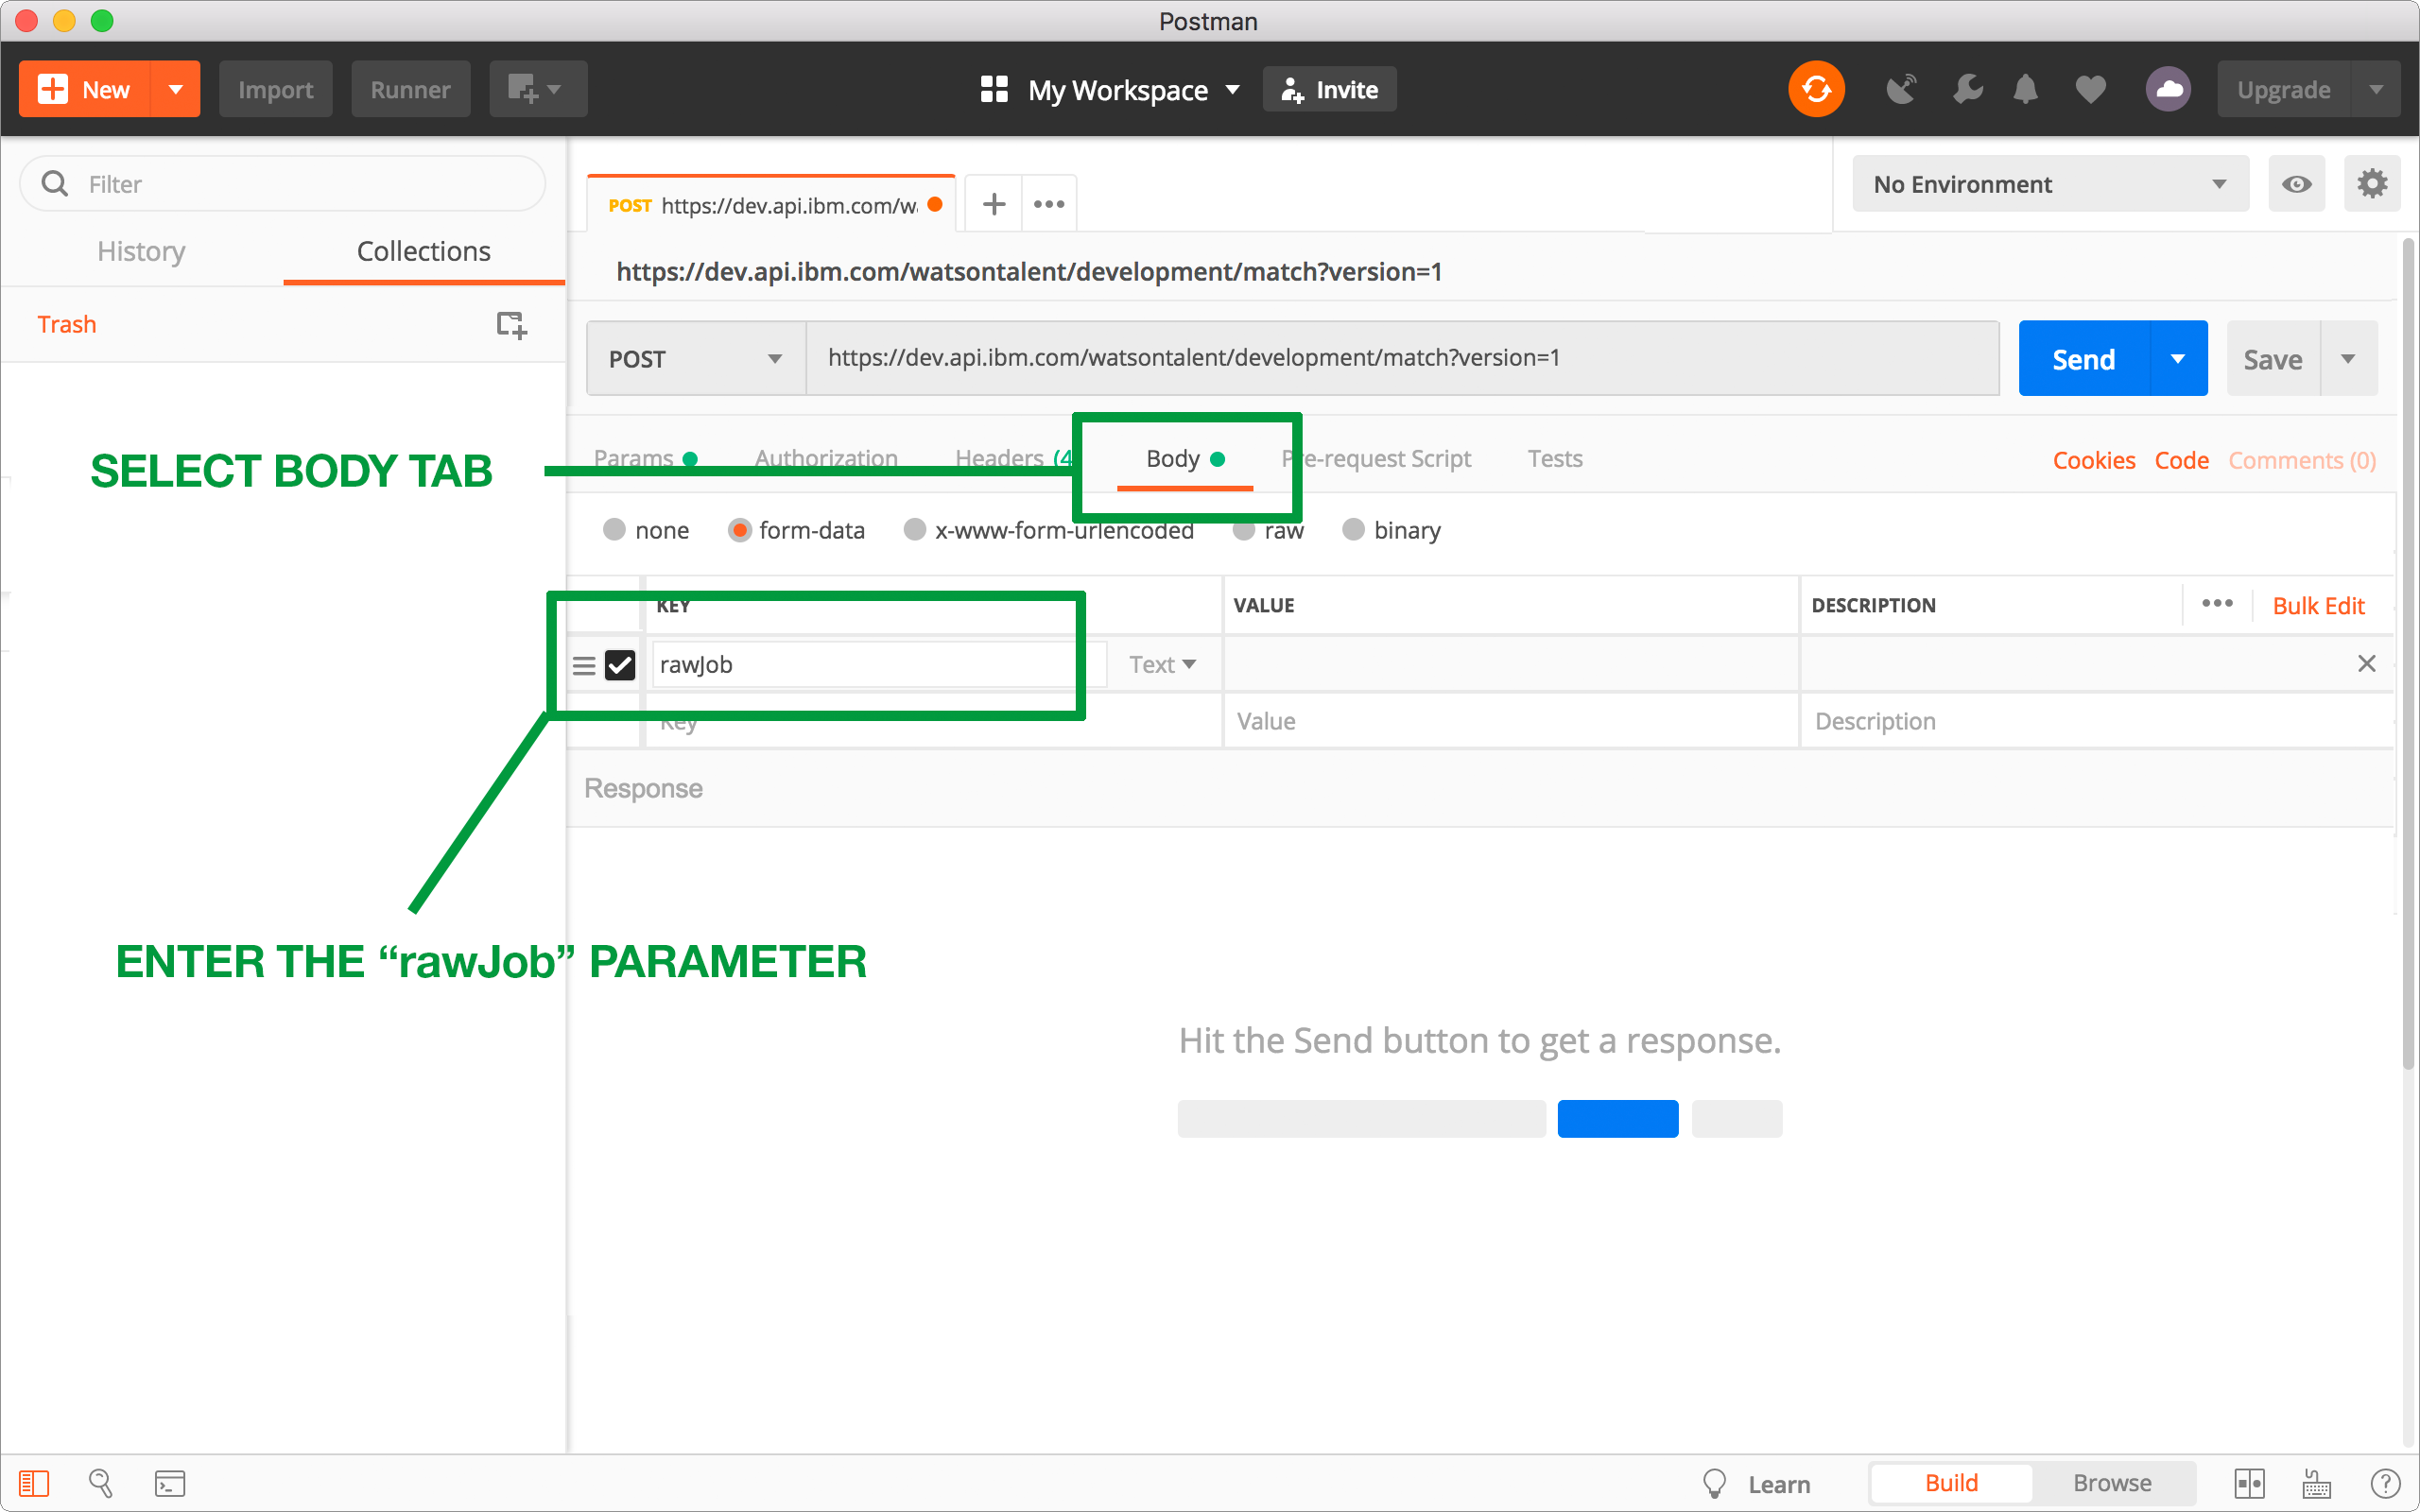 Postman
New
Import
Runner
My Workspace
Invite
Upgrade
Filter
History
Collections
Trash
POST https://dev.api.ibm.com/w
No Environment
https://dev.api.ibm.com/watsontalent/development/match?version=1
POST
https://dev.api.ibm.com/watsontalent/development/match?version=1
Send
Save
SELECT BODY TAB
Params
Authorization
Headers (4
Body
Pre-request Script
Tests
Cookies
Code
Comments (0)
none
form-data
x-www-form-urlencoded
raw
binary
KEY
VALUE
DESCRIPTION
Bulk Edit
rawJob
Text
Key
Value
Description
Response
ENTER THE “rawJob” PARAMETER
Hit the Send button to get a response.
Learn
Build
Browse